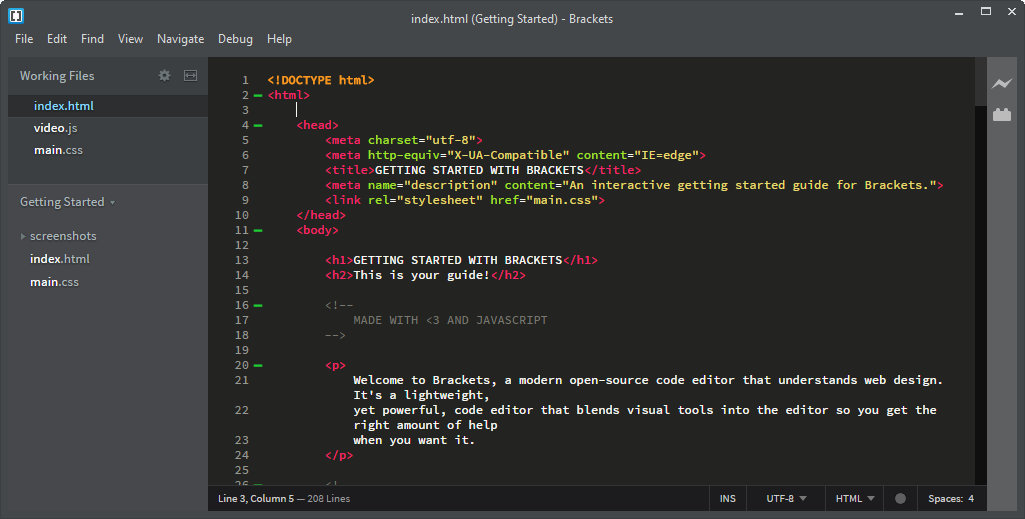 index.html (Getting Started) - Brackets
File Edit Find View Navigate Debug Help
Working Files
index.html
video.js
main.css
Getting Started
screenshots
index.html
main.css
1 <!DOCTYPE html>
2 <html>
3
4 <head>
5 <meta charset="utf-8">
6 <meta http-equiv="X-UA-Compatible" content="IE=edge">
7 <title>GETTING STARTED WITH BRACKETS</title>
8 <meta name="description" content="An interactive getting started guide for Brackets.">
9 <link rel="stylesheet" href="main.css">
10 </head>
11 <body>
12
13 <h1>GETTING STARTED WITH BRACKETS</h1>
14 <h2>This is your guide!</h2>
15
16 <!--
17 MADE WITH <3 AND JAVASCRIPT
18 -->
19
20 <p>
21 Welcome to Brackets, a modern open-source code editor that understands web design.
It's a lightweight,
22 yet powerful, code editor that blends visual tools into the editor so you get the
right amount of help
23 when you want it.
24 </p>
25
26 <!--
Line 3, Column 5 — 208 Lines INS UTF-8 HTML Spaces: 4